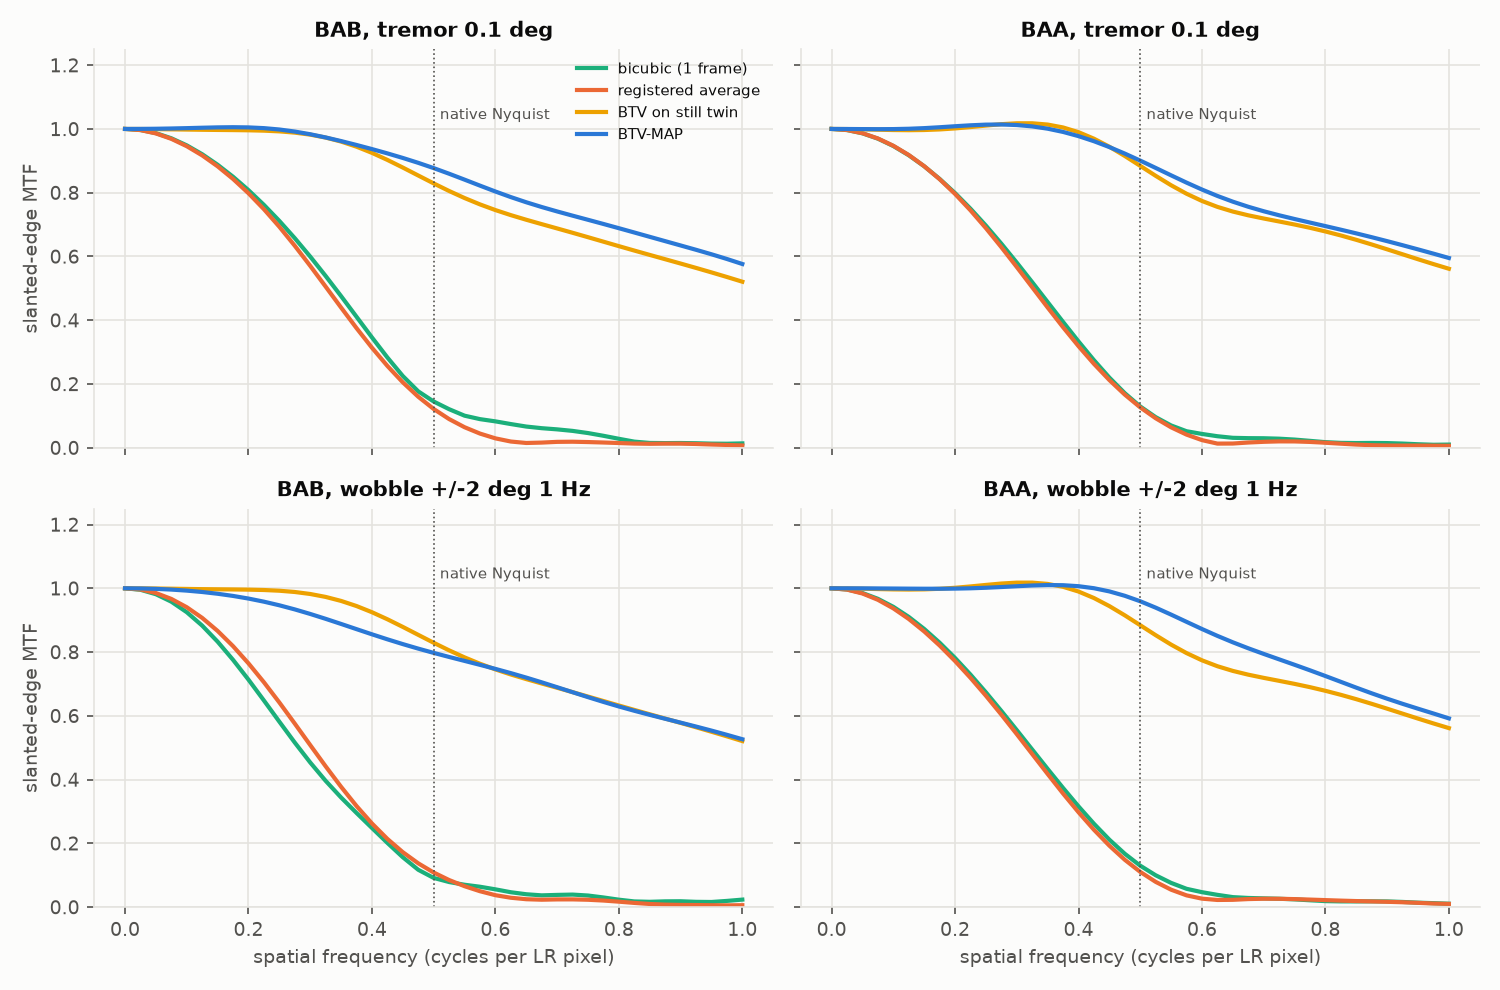 BAB, tremor 0.1 deg
BAA, tremor 0.1 deg
slanted-edge MTF
1.2
1.0
0.8
0.6
0.4
0.2
0.0
native Nyquist
bicubic (1 frame)
registered average
BTV on still twin
BTV-MAP
native Nyquist
BAB, wobble +/-2 deg 1 Hz
BAA, wobble +/-2 deg 1 Hz
slanted-edge MTF
1.2
1.0
0.8
0.6
0.4
0.2
0.0
native Nyquist
native Nyquist
0.0 0.2 0.4 0.6 0.8 1.0
0.0 0.2 0.4 0.6 0.8 1.0
spatial frequency (cycles per LR pixel)
spatial frequency (cycles per LR pixel)